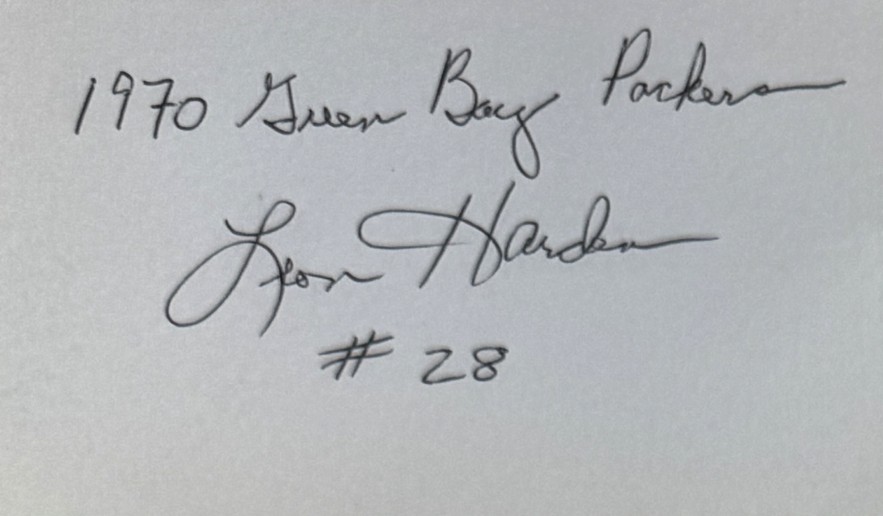 1970 Green Bay Packers
Leon Harden
# 28